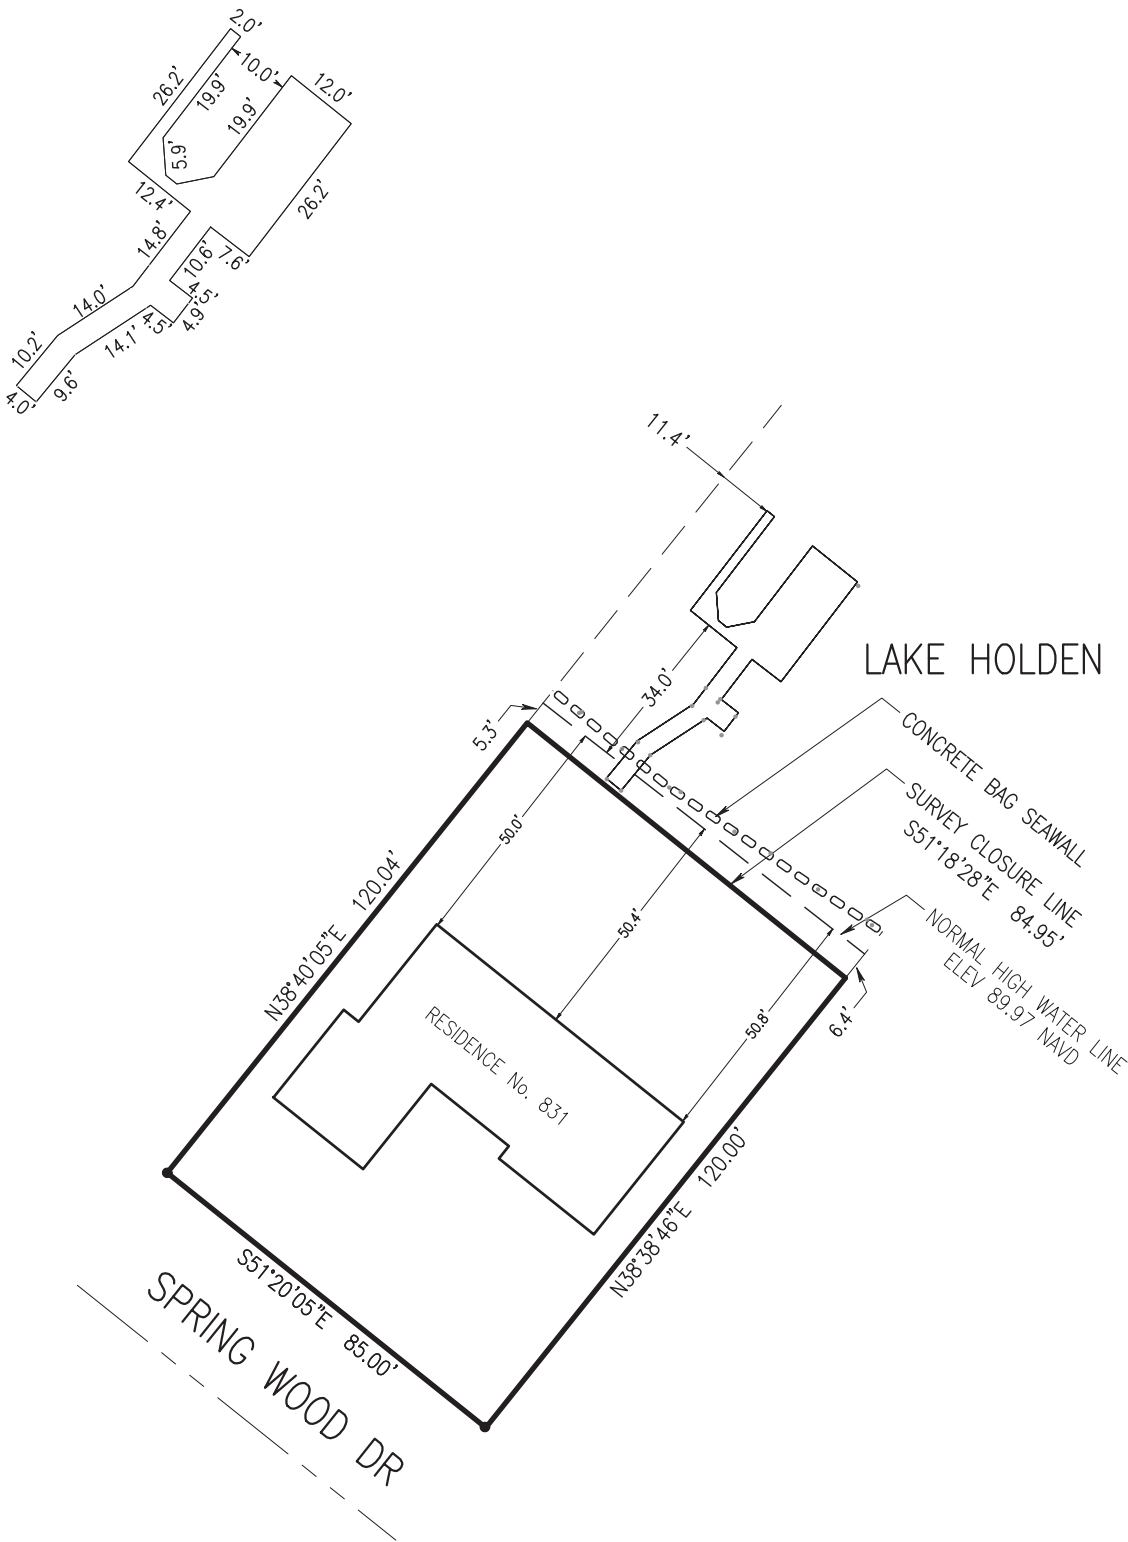 2.0'
10.0'
12.0'
26.2'
19.9'
19.9'
5.9'
26.2'
12.4'
14.8'
10.6'
7.6'
4.5'
4.9'
4.5'
14.0'
14.1'
10.2'
9.6'
4.0'
11.4'
LAKE HOLDEN
34.0'
5.3'
CONCRETE BAG SEAWALL
SURVEY CLOSURE LINE
S51°18'28"E 84.95'
NORMAL HIGH WATER LINE
ELEV 89.97 NAVD
50.0'
50.4'
50.8'
6.4'
N38°40'05"E 120.04'
RESIDENCE No. 831
N38°38'46"E 120.00'
S51°20'05"E 85.00'
SPRING WOOD DR